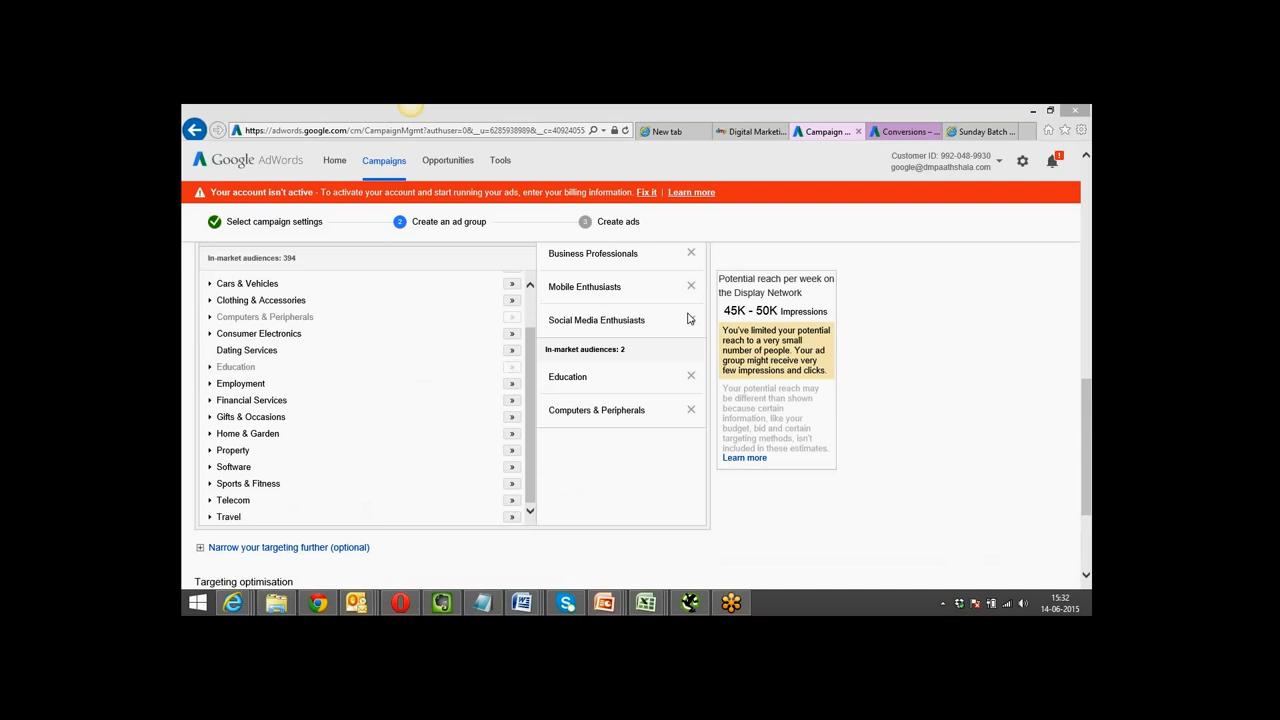 https://adwords.google.com/cm/CampaignMgmt?authuser=0&__u=6285938989&__c=40924055
New tab
Digital Marketi...
Campaign ...
Conversions – ...
Sunday Batch ...
Google AdWords
Home
Campaigns
Opportunities
Tools
Customer ID: 992-048-9930
google@dmpaathshala.com
!
Your account isn't active - To activate your account and start running your ads, enter your billing information. Fix it | Learn more
Select campaign settings
2 Create an ad group
3 Create ads
In-market audiences: 394
Cars & Vehicles »
Clothing & Accessories »
Computers & Peripherals »
Consumer Electronics »
Dating Services »
Education »
Employment »
Financial Services »
Gifts & Occasions »
Home & Garden »
Property »
Software »
Sports & Fitness »
Telecom »
Travel »
Business Professionals
Mobile Enthusiasts
Social Media Enthusiasts
In-market audiences: 2
Education
Computers & Peripherals
Potential reach per week on
the Display Network
45K - 50K Impressions
You've limited your potential
reach to a very small
number of people. Your ad
group might receive very
few impressions and clicks.
Your potential reach may
be different than shown
because certain
information, like your
budget, bid and certain
targeting methods, isn't
included in these estimates.
Learn more
Narrow your targeting further (optional)
Targeting optimisation
15:32
14-06-2015